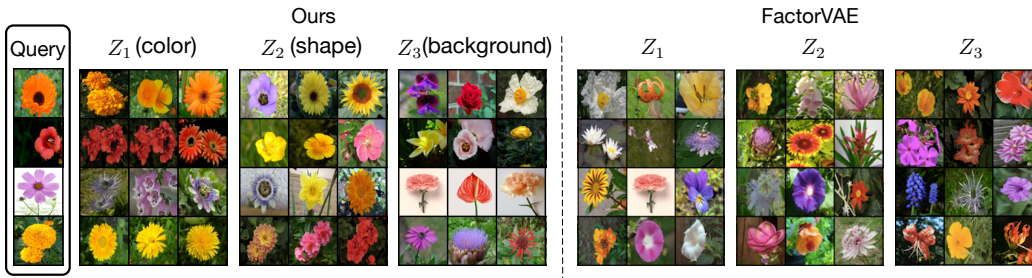 Ours
FactorVAE
Query
Z₁ (color)
Z₂ (shape)
Z₃(background)
Z₁
Z₂
Z₃